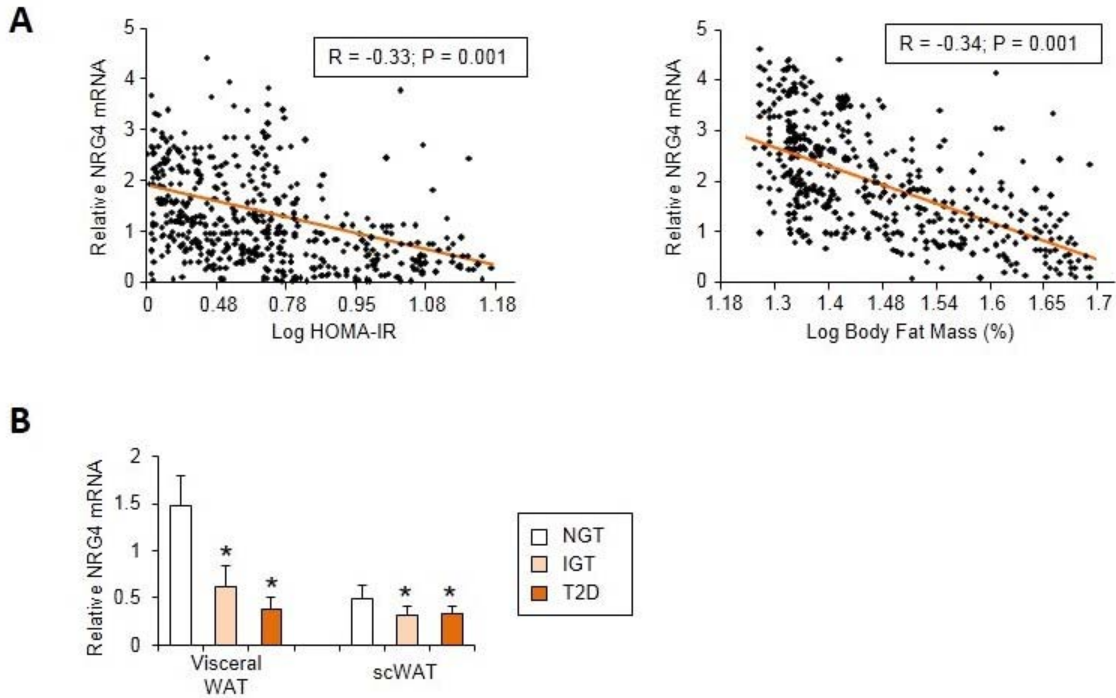 A
Relative NRG4 mRNA
5
4
3
2
1
0
R = -0.33; P = 0.001
0 0.48 0.78 0.95 1.08 1.18
Log HOMA-IR
Relative NRG4 mRNA
5
4
3
2
1
0
R = -0.34; P = 0.001
1.18 1.3 1.4 1.48 1.54 1.6 1.65 1.7
Log Body Fat Mass (%)
B
Relative NRG4 mRNA
2
1.5
1
0.5
0
* * * *
Visceral
WAT
scWAT
NGT
IGT
T2D